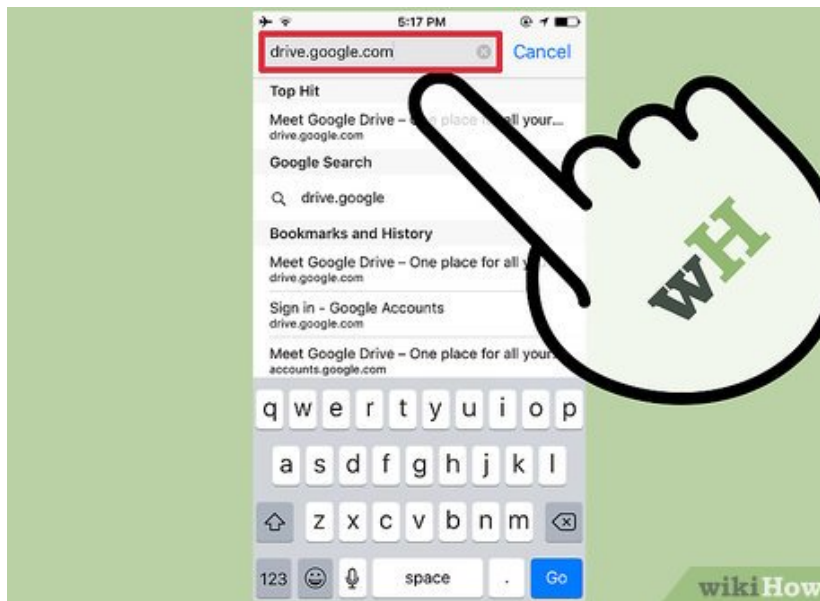 5:17 PM
drive.google.com Cancel
Top Hit
Meet Google Drive – One place for all your...
drive.google.com
Google Search
drive.google
Bookmarks and History
Meet Google Drive – One place for all
drive.google.com
Sign in - Google Accounts
drive.google.com
Meet Google Drive – One place for all your
accounts.google.com
q w e r t y u i o p
a s d f g h j k l
z x c v b n m
123 space . Go
wH
wikiHow